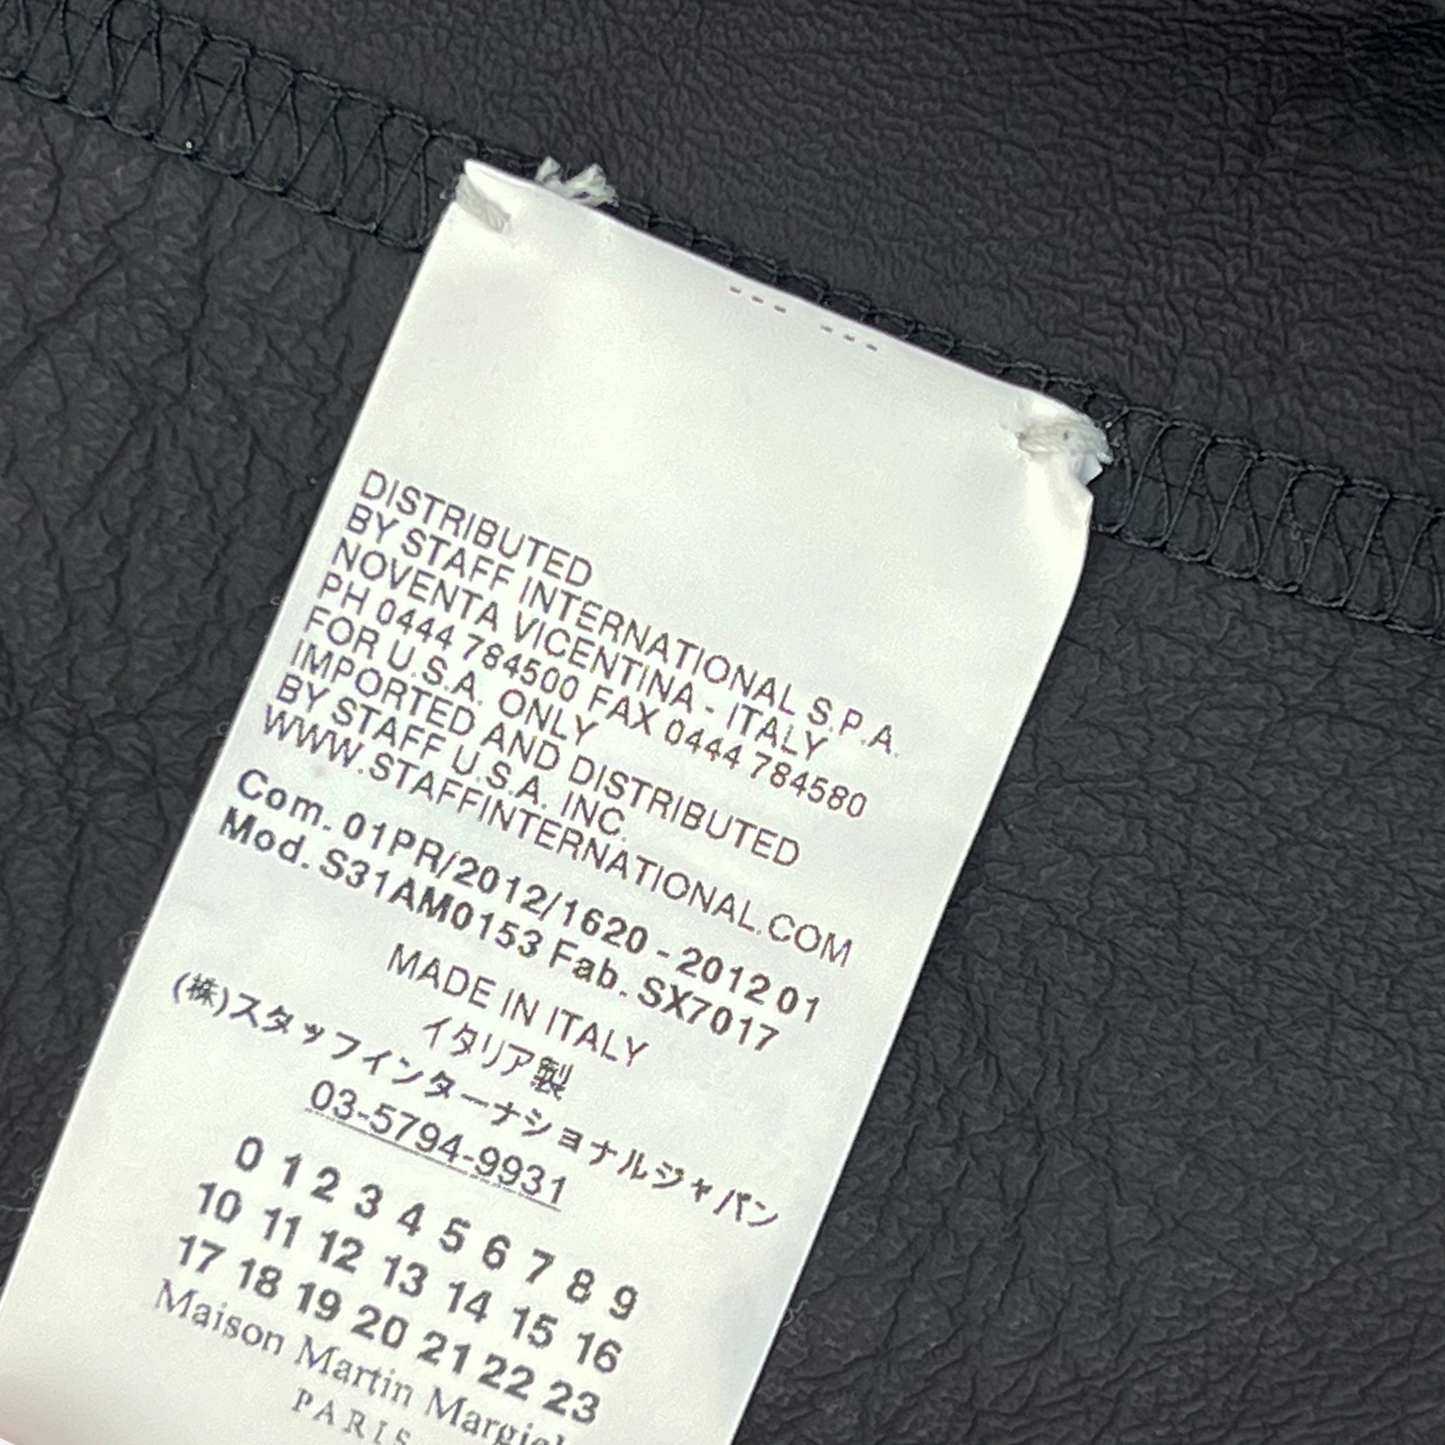 DISTRIBUTED
BY STAFF INTERNATIONAL S.P.A.
NOVENTA VICENTINA - ITALY
PH 0444 784500 FAX 0444 784580
FOR U.S.A. ONLY
IMPORTED AND DISTRIBUTED
BY STAFF U.S.A. INC.
WWW.STAFFINTERNATIONAL.COM
Com. 01PR/2012/1620 - 2012 01
Mod. S31AM0153 Fab. SX7017
MADE IN ITALY
イタリア製
(株)スタッフインターナショナルジャパン
03-5794-9931
0 1 2 3 4 5 6 7 8 9
10 11 12 13 14 15 16
17 18 19 20 21 22 23
Maison Martin Margiel
PARIS